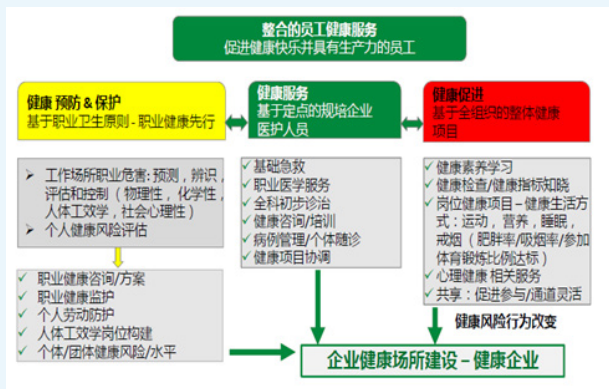 整合的员工健康服务
促进健康快乐并具有生产力的员工
健康 预防 & 保护
基于职业卫生原则 - 职业健康先行
健康服务
基于定点的规培企业
医护人员
健康促进
基于全组织的整体健康
项目
工作场所职业危害: 预测，辨识，
评估和控制（物理性，化学性，
人体工效学，社会心理性）
个人健康风险评估
职业健康咨询/方案
职业健康监护
个人劳动防护
人体工效学岗位构建
个体/团体健康风险/水平
基础急救
职业医学服务
全科初步诊治
健康咨询/培训
病例管理/个体随诊
健康项目协调
健康素养学习
健康检查/健康指标知晓
岗位健康项目 – 健康生活方
式：运动，营养，睡眠，
戒烟（肥胖率/吸烟率/参加
体育锻炼比例达标）
心理健康 相关服务
共享：促进参与/通道灵活
健康风险行为改变
企业健康场所建设 – 健康企业